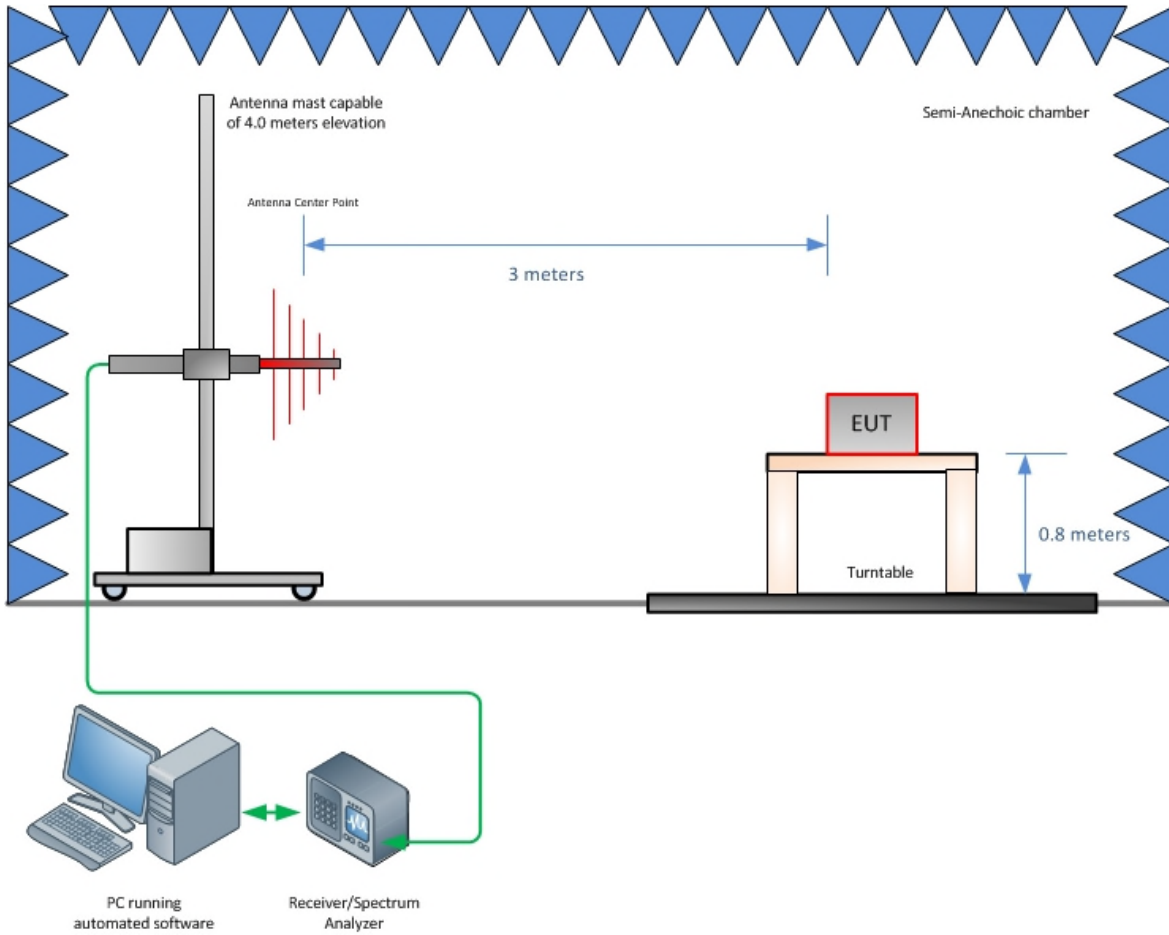 Antenna mast capable
of 4.0 meters elevation
Semi-Anechoic chamber
Antenna Center Point
3 meters
EUT
0.8 meters
Turntable
PC running
automated software
Receiver/Spectrum
Analyzer